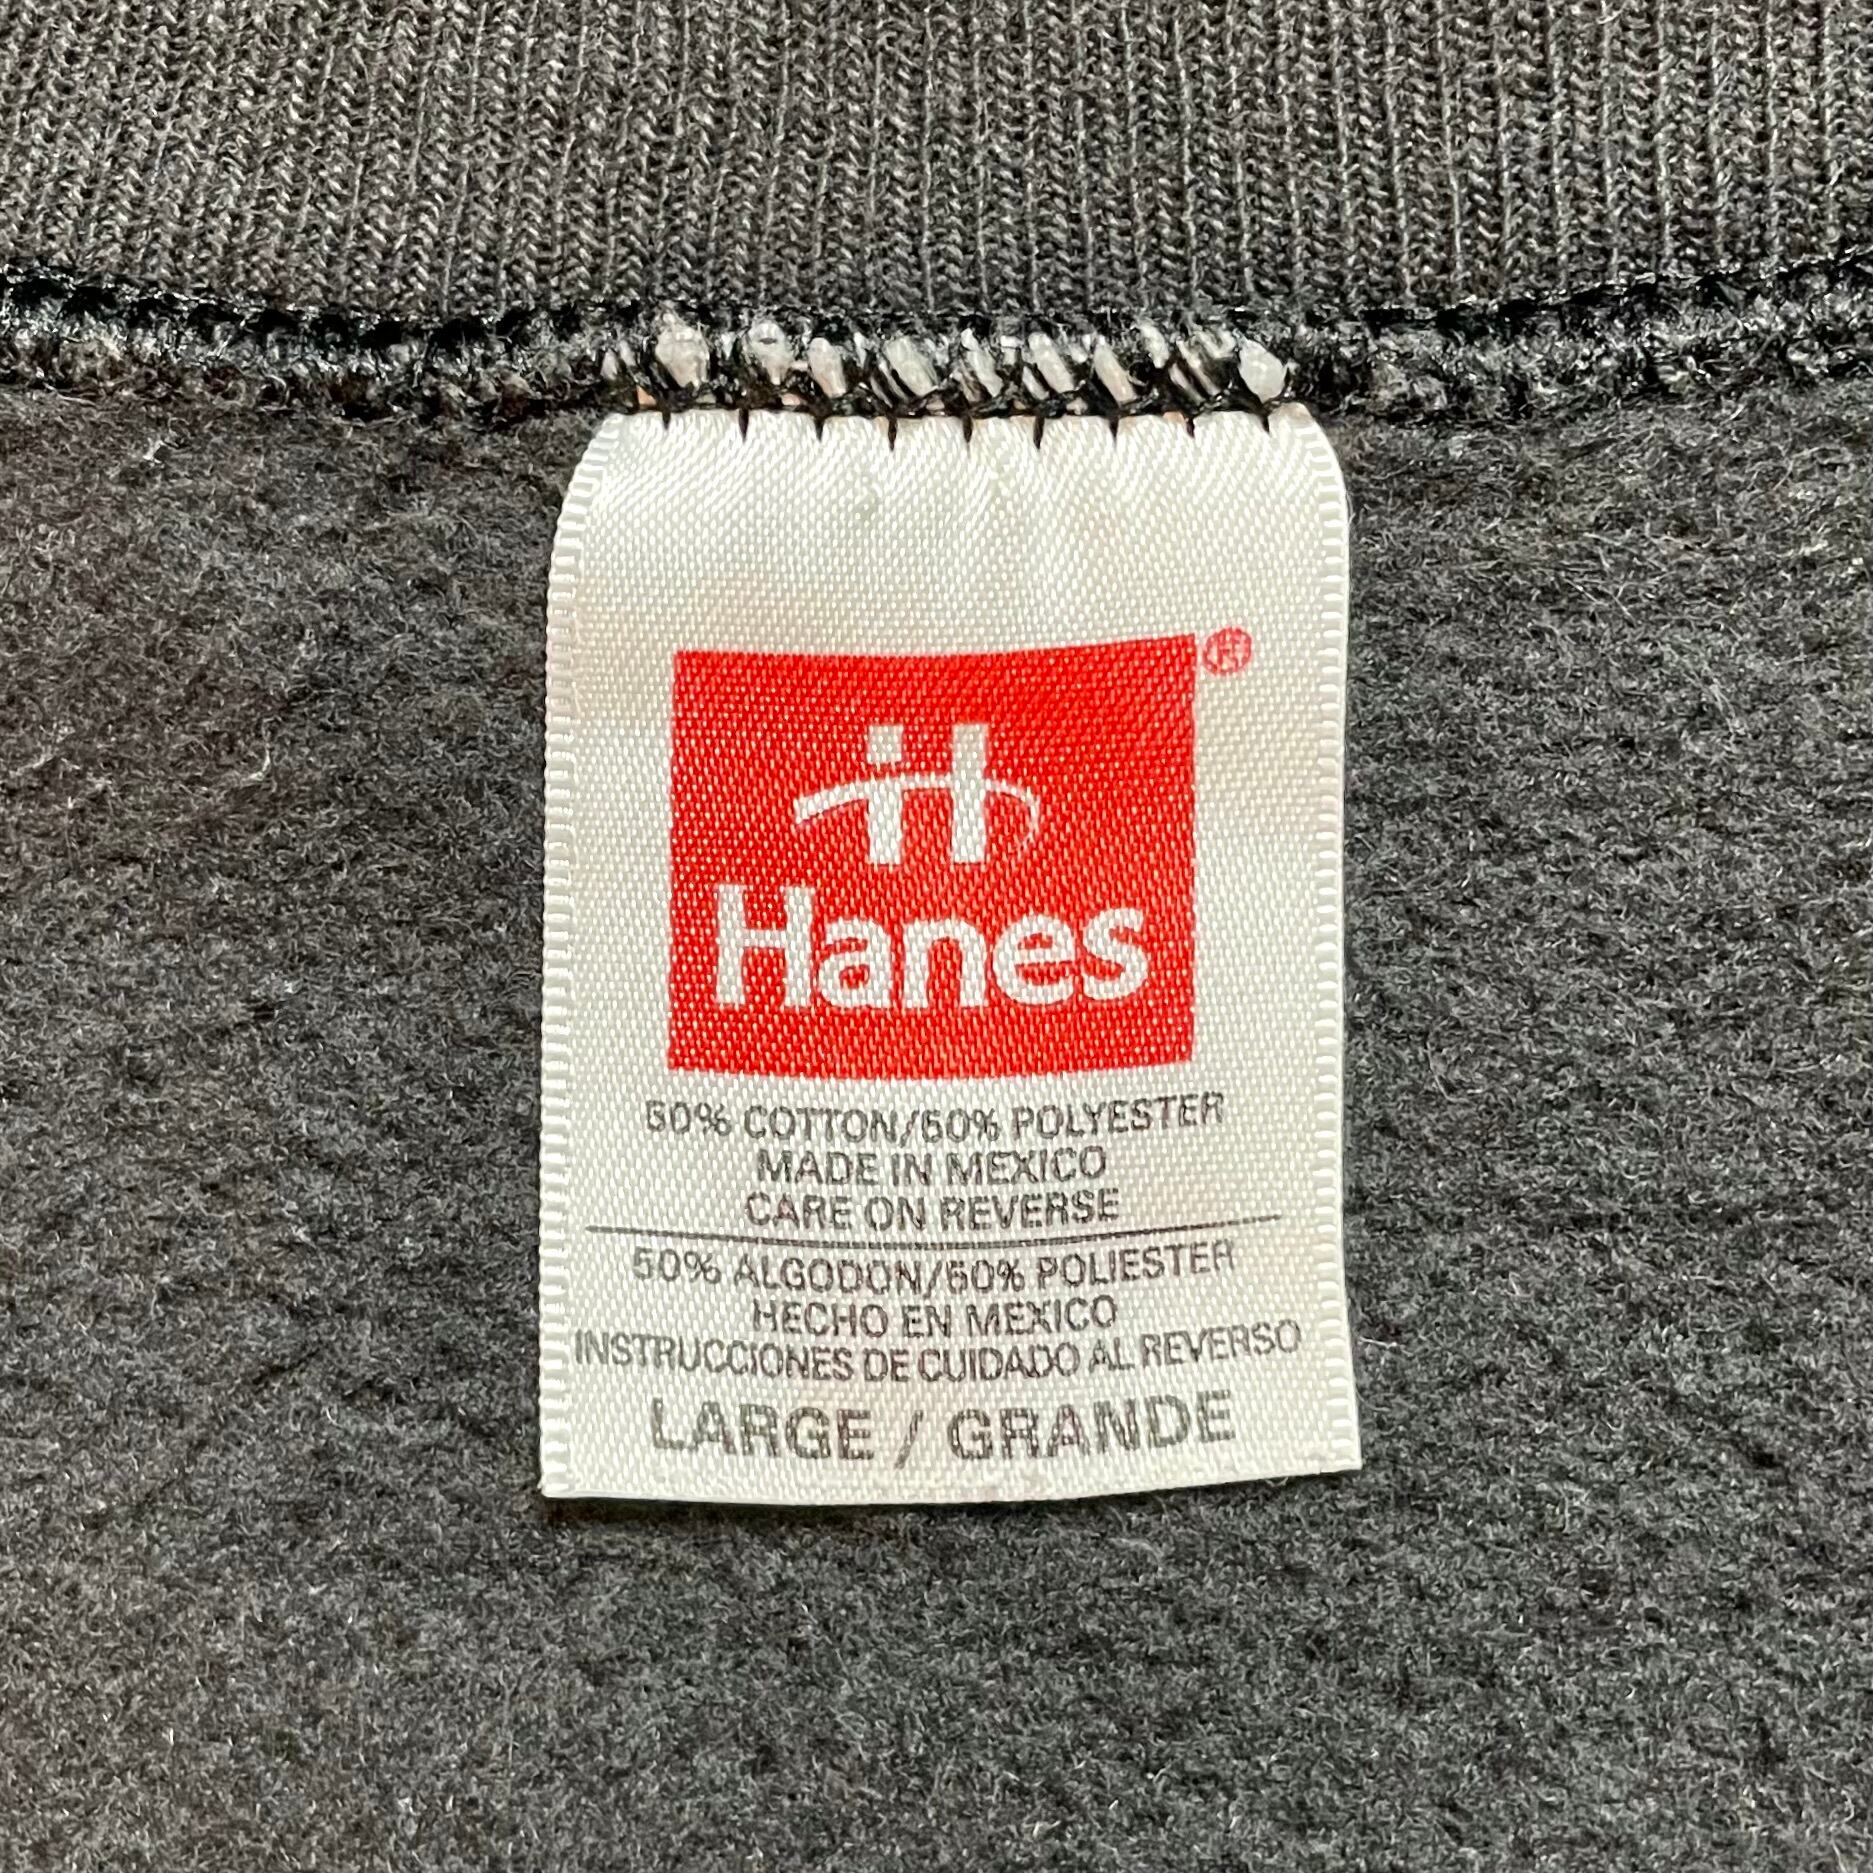 ®
Hanes
50% COTTON/50% POLYESTER
MADE IN MEXICO
CARE ON REVERSE
50% ALGODON/50% POLIESTER
HECHO EN MEXICO
INSTRUCCIONES DE CUIDADO AL REVERSO
LARGE / GRANDE